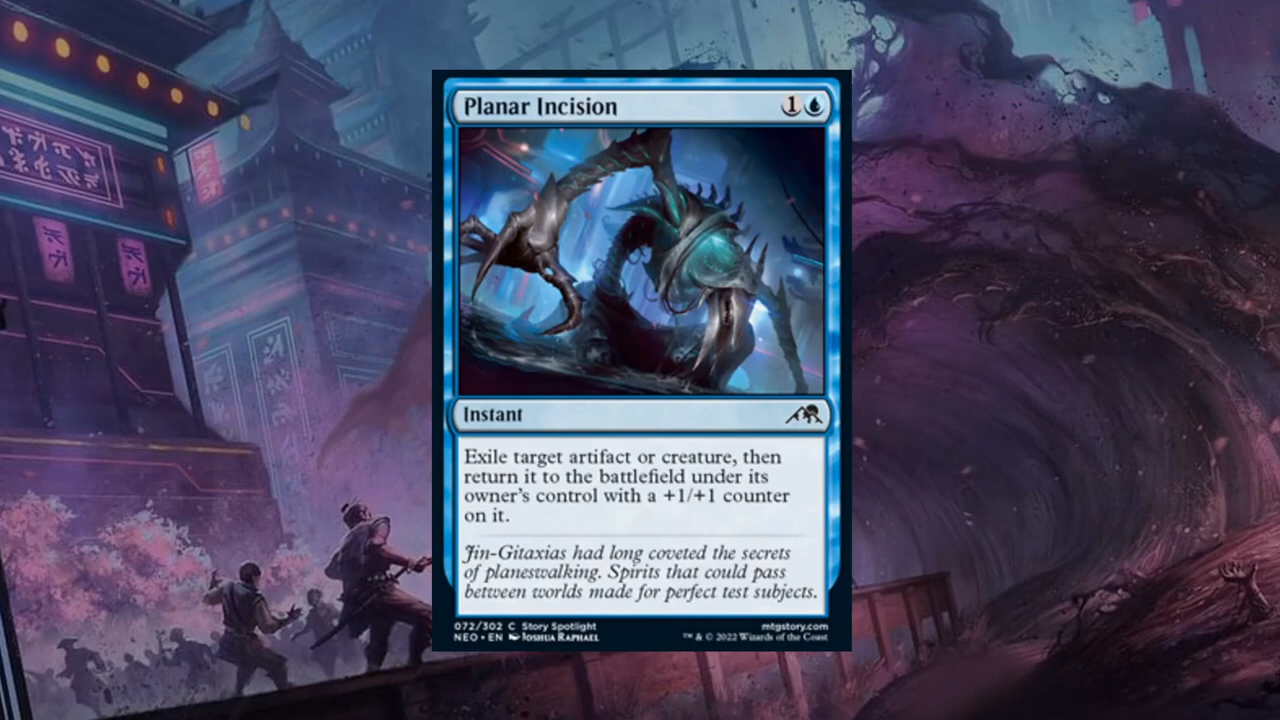 Planar Incision
1
Instant
Exile target artifact or creature, then
return it to the battlefield under its
owner's control with a +1/+1 counter
on it.
Jin-Gitaxias had long coveted the secrets
of planeswalking. Spirits that could pass
between worlds made for perfect test subjects.
072/302 C Story Spotlight
mtgstory.com
NEO • EN Joshua Raphael
™ & © 2022 Wizards of the Coast